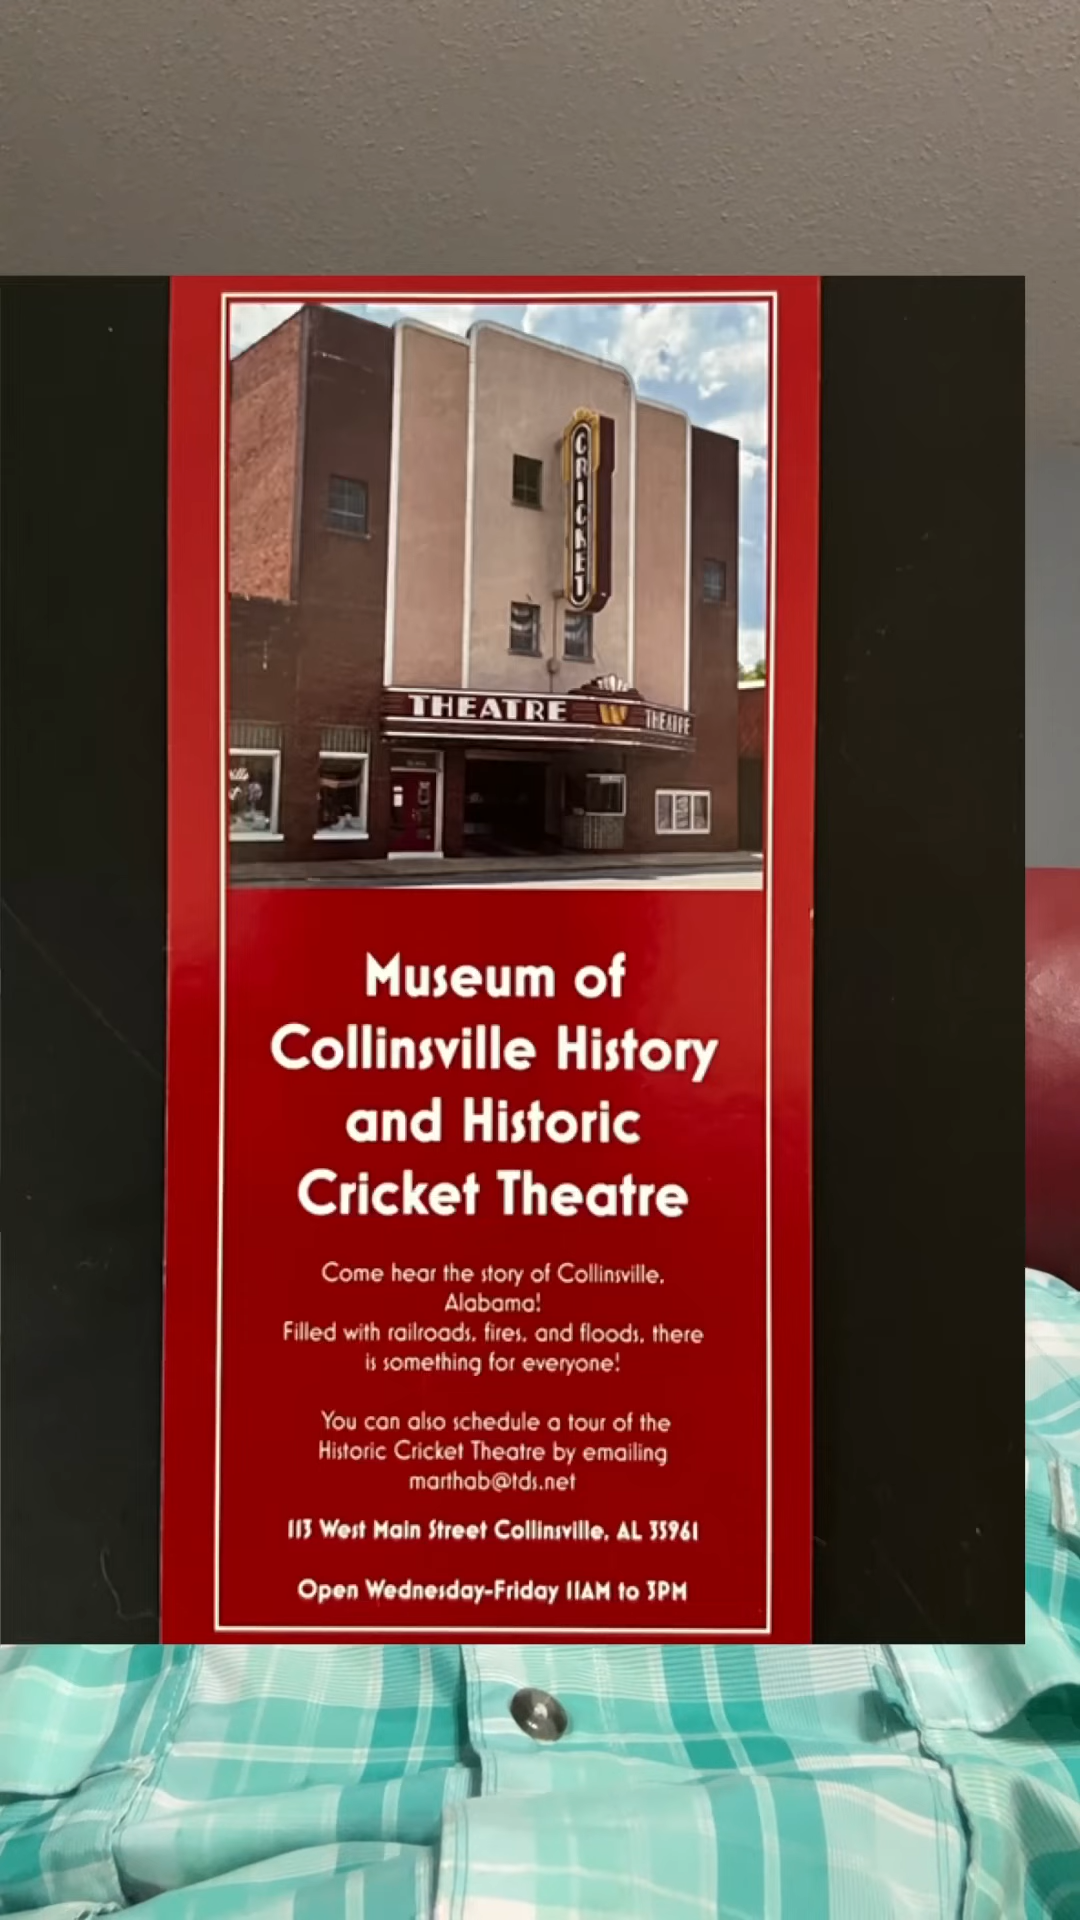 CRICKET
THEATRE W THEATRE
Museum of
Collinsville History
and Historic
Cricket Theatre
Come hear the story of Collinsville,
Alabama!
Filled with railroads, fires, and floods, there
is something for everyone!
You can also schedule a tour of the
Historic Cricket Theatre by emailing
marthab@tds.net
113 West Main Street Collinsville, AL 35961
Open Wednesday-Friday 11AM to 3PM